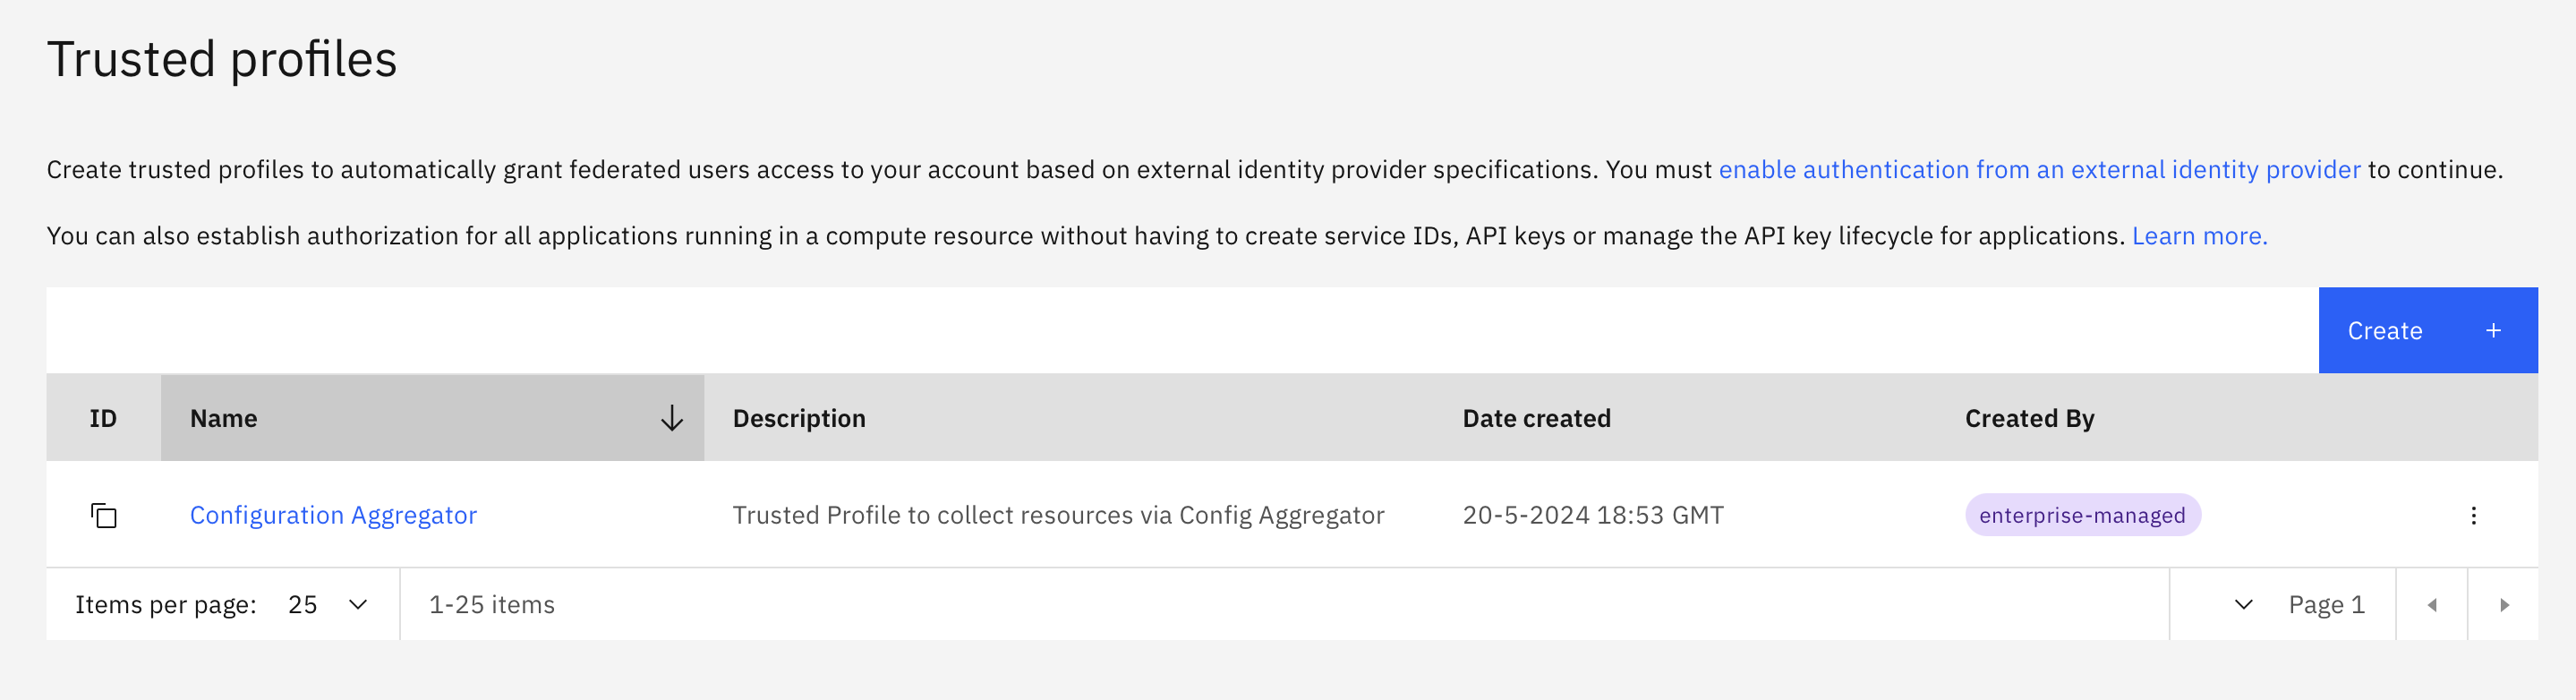 Trusted profiles
Create trusted profiles to automatically grant federated users access to your account based on external identity provider specifications. You must enable authentication from an external identity provider to continue.
You can also establish authorization for all applications running in a compute resource without having to create service IDs, API keys or manage the API key lifecycle for applications. Learn more.
Create +
ID Name Description Date created Created By
Configuration Aggregator Trusted Profile to collect resources via Config Aggregator 20-5-2024 18:53 GMT enterprise-managed
Items per page: 25 1-25 items Page 1